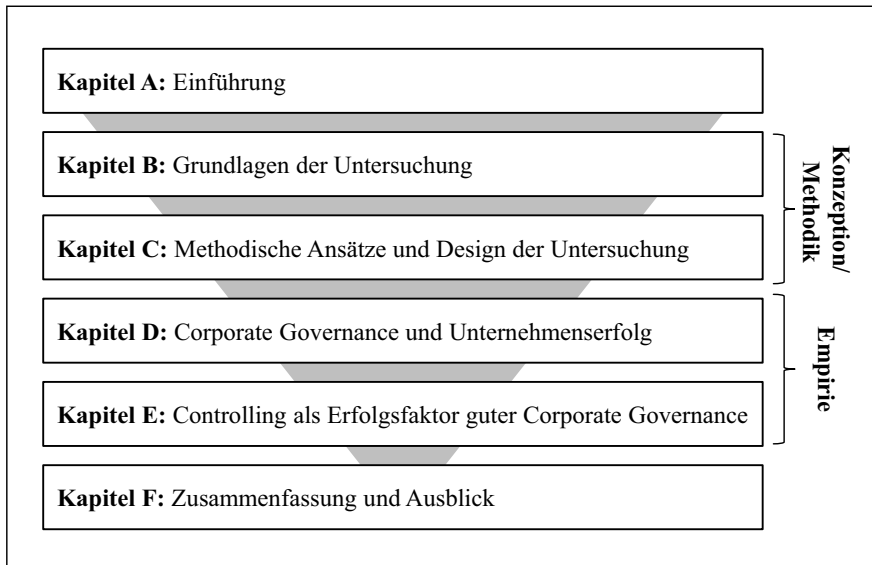 Kapitel A: Einführung
Kapitel B: Grundlagen der Untersuchung
Kapitel C: Methodische Ansätze und Design der Untersuchung
Konzeption/
Methodik
Kapitel D: Corporate Governance und Unternehmenserfolg
Kapitel E: Controlling als Erfolgsfaktor guter Corporate Governance
Empirie
Kapitel F: Zusammenfassung und Ausblick